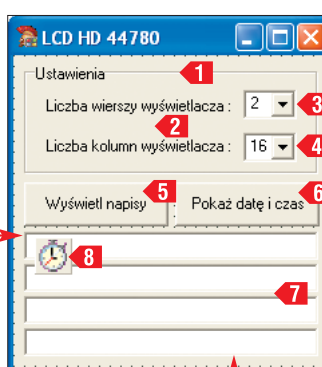 LCD HD 44780
Ustawienia 1
Liczba wierszy wyświetlacza : 2 3
2
Liczba kolumn wyświetlacza : 16 4
Wyświetl napisy 5 Pokaż datę i czas 6
8
7